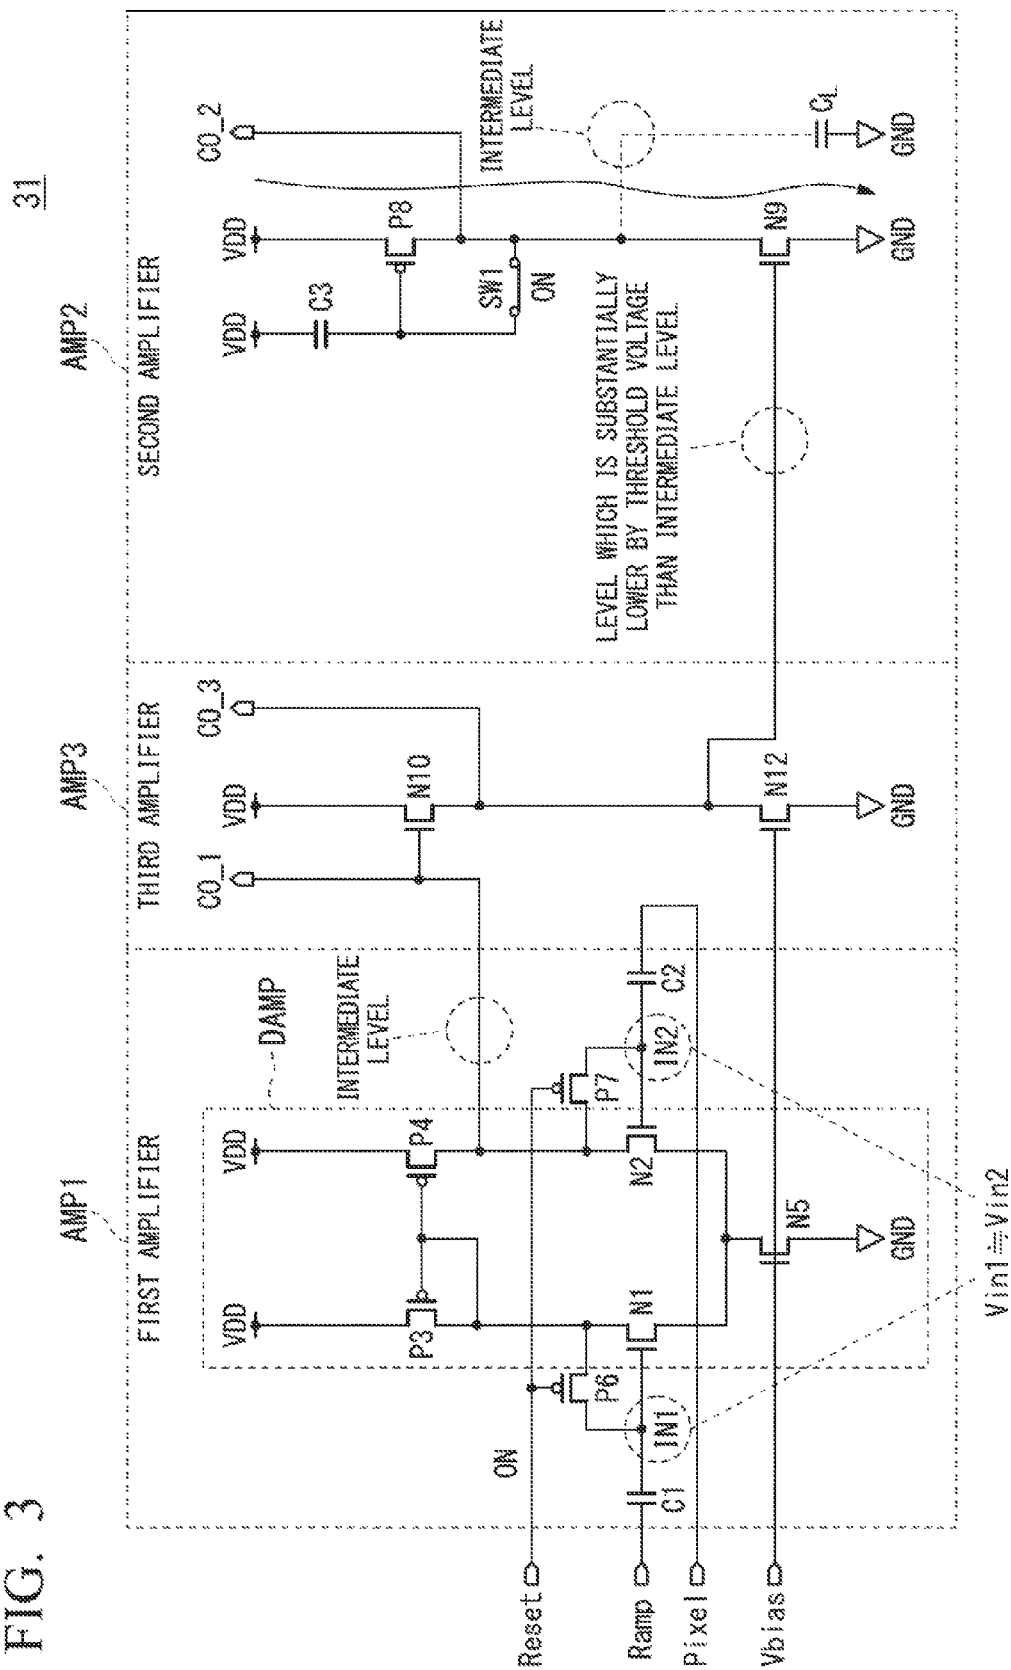 FIG. 3
31
AMP1
AMP3
AMP2
FIRST AMPLIFIER
THIRD AMPLIFIER
SECOND AMPLIFIER
DAMP
VDD
VDD
CO_1
VDD
CO_3
VDD
VDD
CO_2
P3
P4
INTERMEDIATE
LEVEL
N10
C3
P8
SW1
ON
INTERMEDIATE
LEVEL
ON
P6
P7
IN1
IN2
C1
C2
N1
N2
N5
N12
N9
LEVEL WHICH IS SUBSTANTIALLY
LOWER BY THRESHOLD VOLTAGE
THAN INTERMEDIATE LEVEL
CL
GND
GND
GND
GND
Reset
Ramp
Pixel
Vbias
Vin1≒Vin2